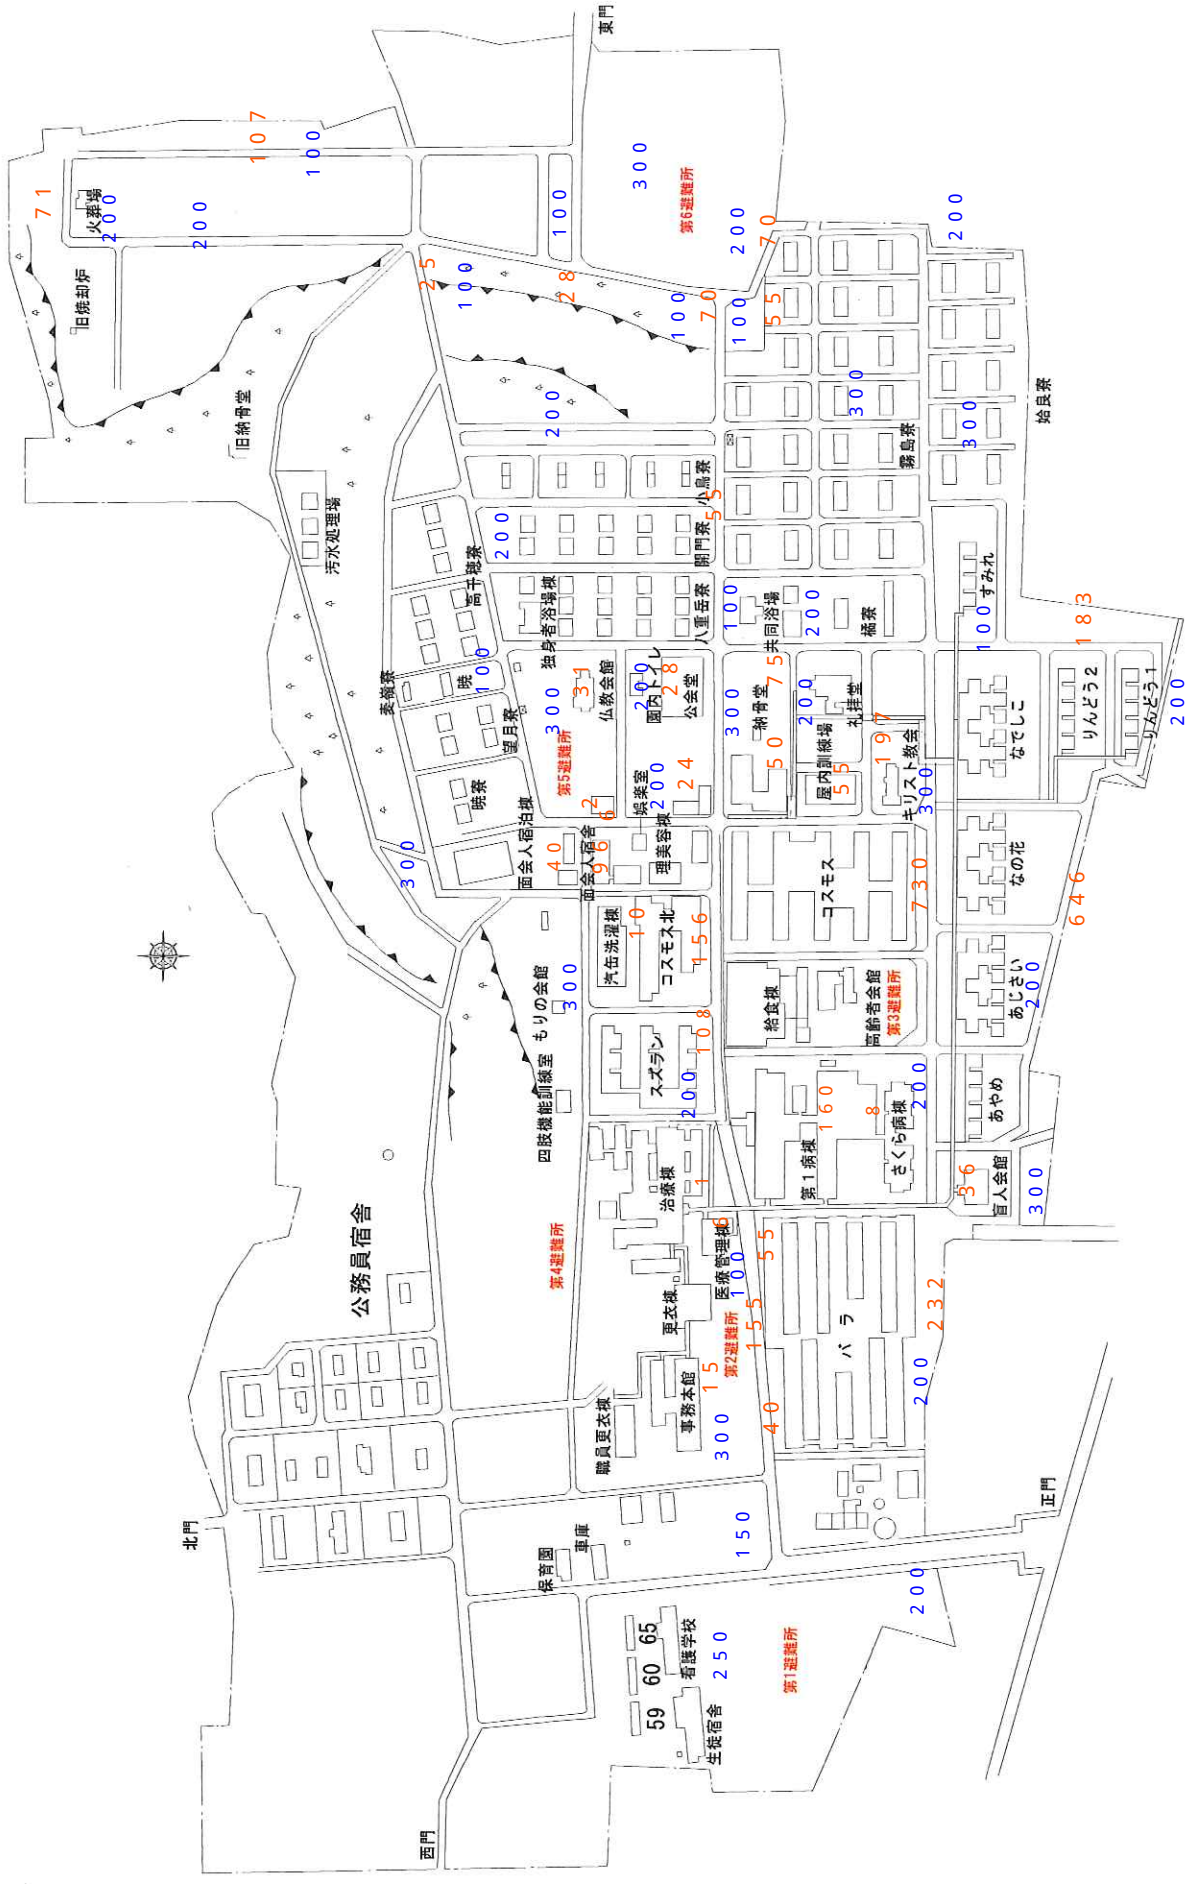 東門
107
100
71
火葬場
200
200
旧焼却炉
300
第6避難所
100
200
70
200
25
100
28
100
70
100
55
旧納骨堂
200
300
300
姶良寮
霧島寮
汚水処理場
小鳥寮
55
200
開門寮
高千穂寮
独身者浴場棟
八重岳寮
100
共同浴場
200
橘寮
すみれ
100
183
麦嶺寮
暁
100
望月寮
300
31
仏教会館
200
園内トイレ
28
公会堂
300
納骨堂
75
50
200
礼拝堂
屋内訓練場
55
197
キリスト教会
300
なでしこ
りんどう2
りんどう1
200
第5避難所
暁寮
62
娯楽室
200
24
面会人宿泊棟
40
面会人宿舎
96
理美容棟
コスモス
730
なの花
646
300
汽缶洗濯棟
10
コスモス北
156
給食棟
高齢者会館
第3避難所
あじさい
200
もりの会館
300
四肢機能訓練室
スズラン
108
200
第1病棟
160
8
さくら病棟
200
あやめ
36
盲人会館
300
治療棟
1
6
医療管理棟
100
55
155
第4避難所
公務員宿舎
更衣棟
第2避難所
15
事務本館
300
職員更衣棟
40
バラ
232
200
北門
保育園
車庫
150
正門
200
59
60
65
看護学校
250
生徒宿舎
第1避難所
西門